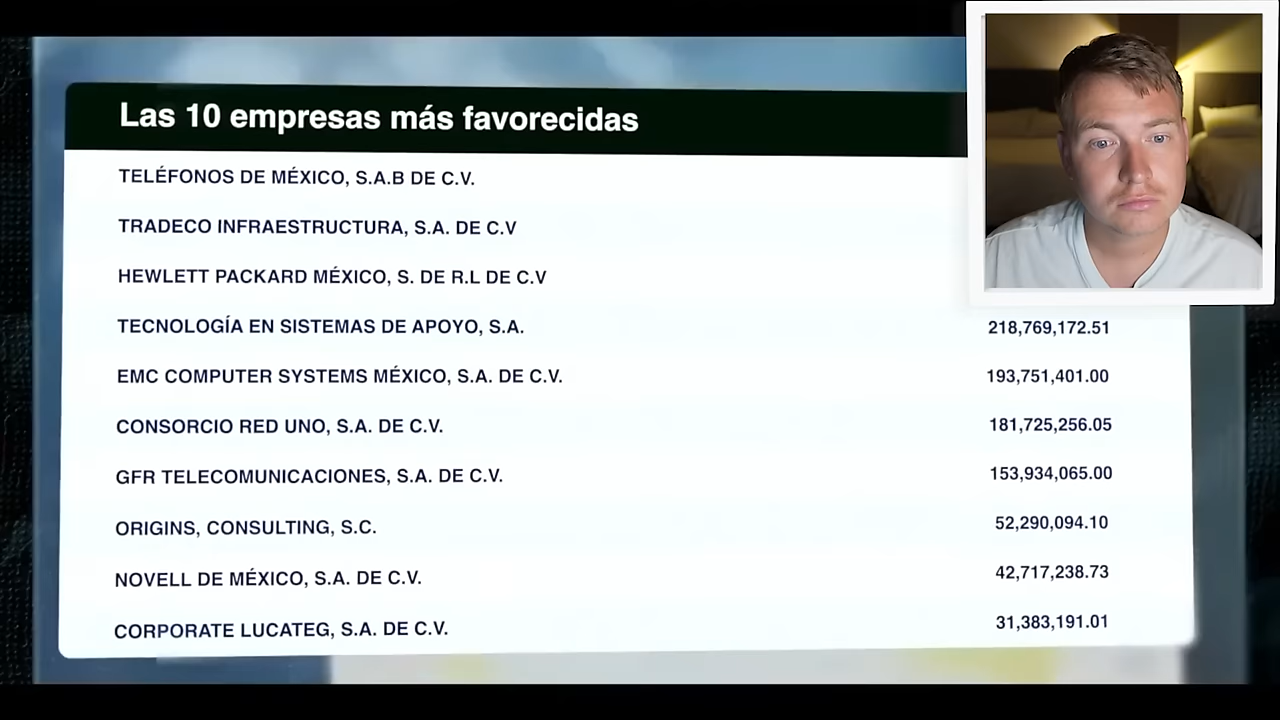 Las 10 empresas más favorecidas
TELÉFONOS DE MÉXICO, S.A.B DE C.V.
TRADECO INFRAESTRUCTURA, S.A. DE C.V
HEWLETT PACKARD MÉXICO, S. DE R.L DE C.V
TECNOLOGÍA EN SISTEMAS DE APOYO, S.A. 218,769,172.51
EMC COMPUTER SYSTEMS MÉXICO, S.A. DE C.V. 193,751,401.00
CONSORCIO RED UNO, S.A. DE C.V. 181,725,256.05
GFR TELECOMUNICACIONES, S.A. DE C.V. 153,934,065.00
ORIGINS, CONSULTING, S.C. 52,290,094.10
NOVELL DE MÉXICO, S.A. DE C.V. 42,717,238.73
CORPORATE LUCATEG, S.A. DE C.V. 31,383,191.01